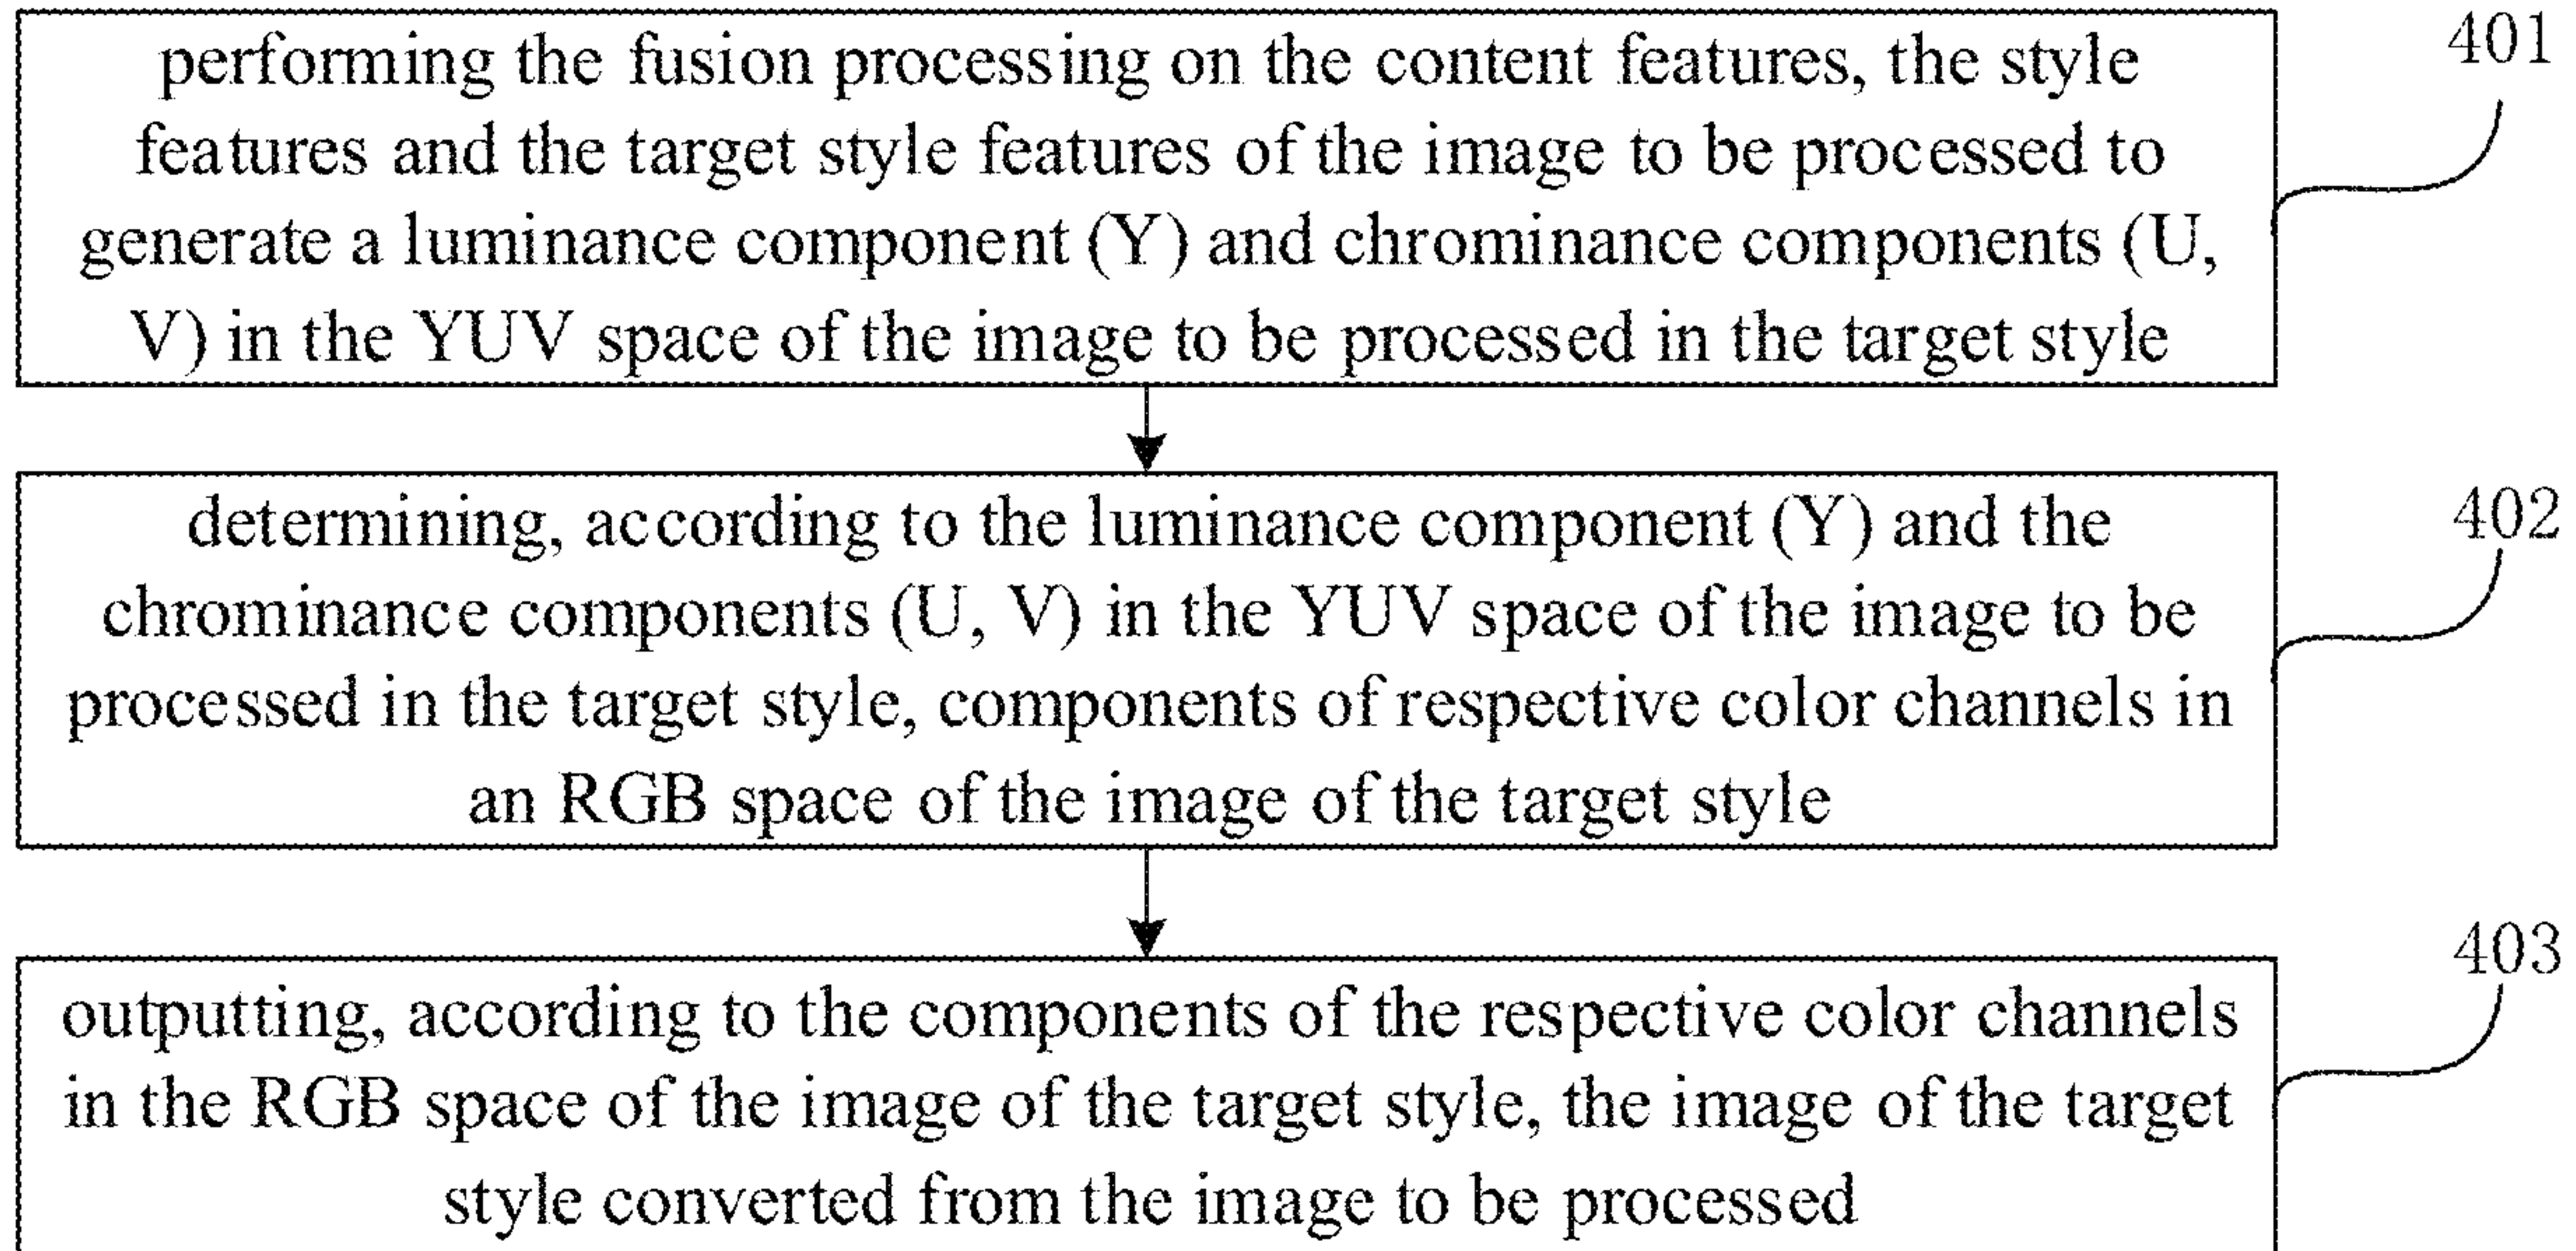 performing the fusion processing on the content features, the style
features and the target style features of the image to be processed to
generate a luminance component (Y) and chrominance components (U,
V) in the YUV space of the image to be processed in the target style
401
determining, according to the luminance component (Y) and the
chrominance components (U, V) in the YUV space of the image to be
processed in the target style, components of respective color channels in
an RGB space of the image of the target style
402
outputting, according to the components of the respective color channels
in the RGB space of the image of the target style, the image of the target
style converted from the image to be processed
403